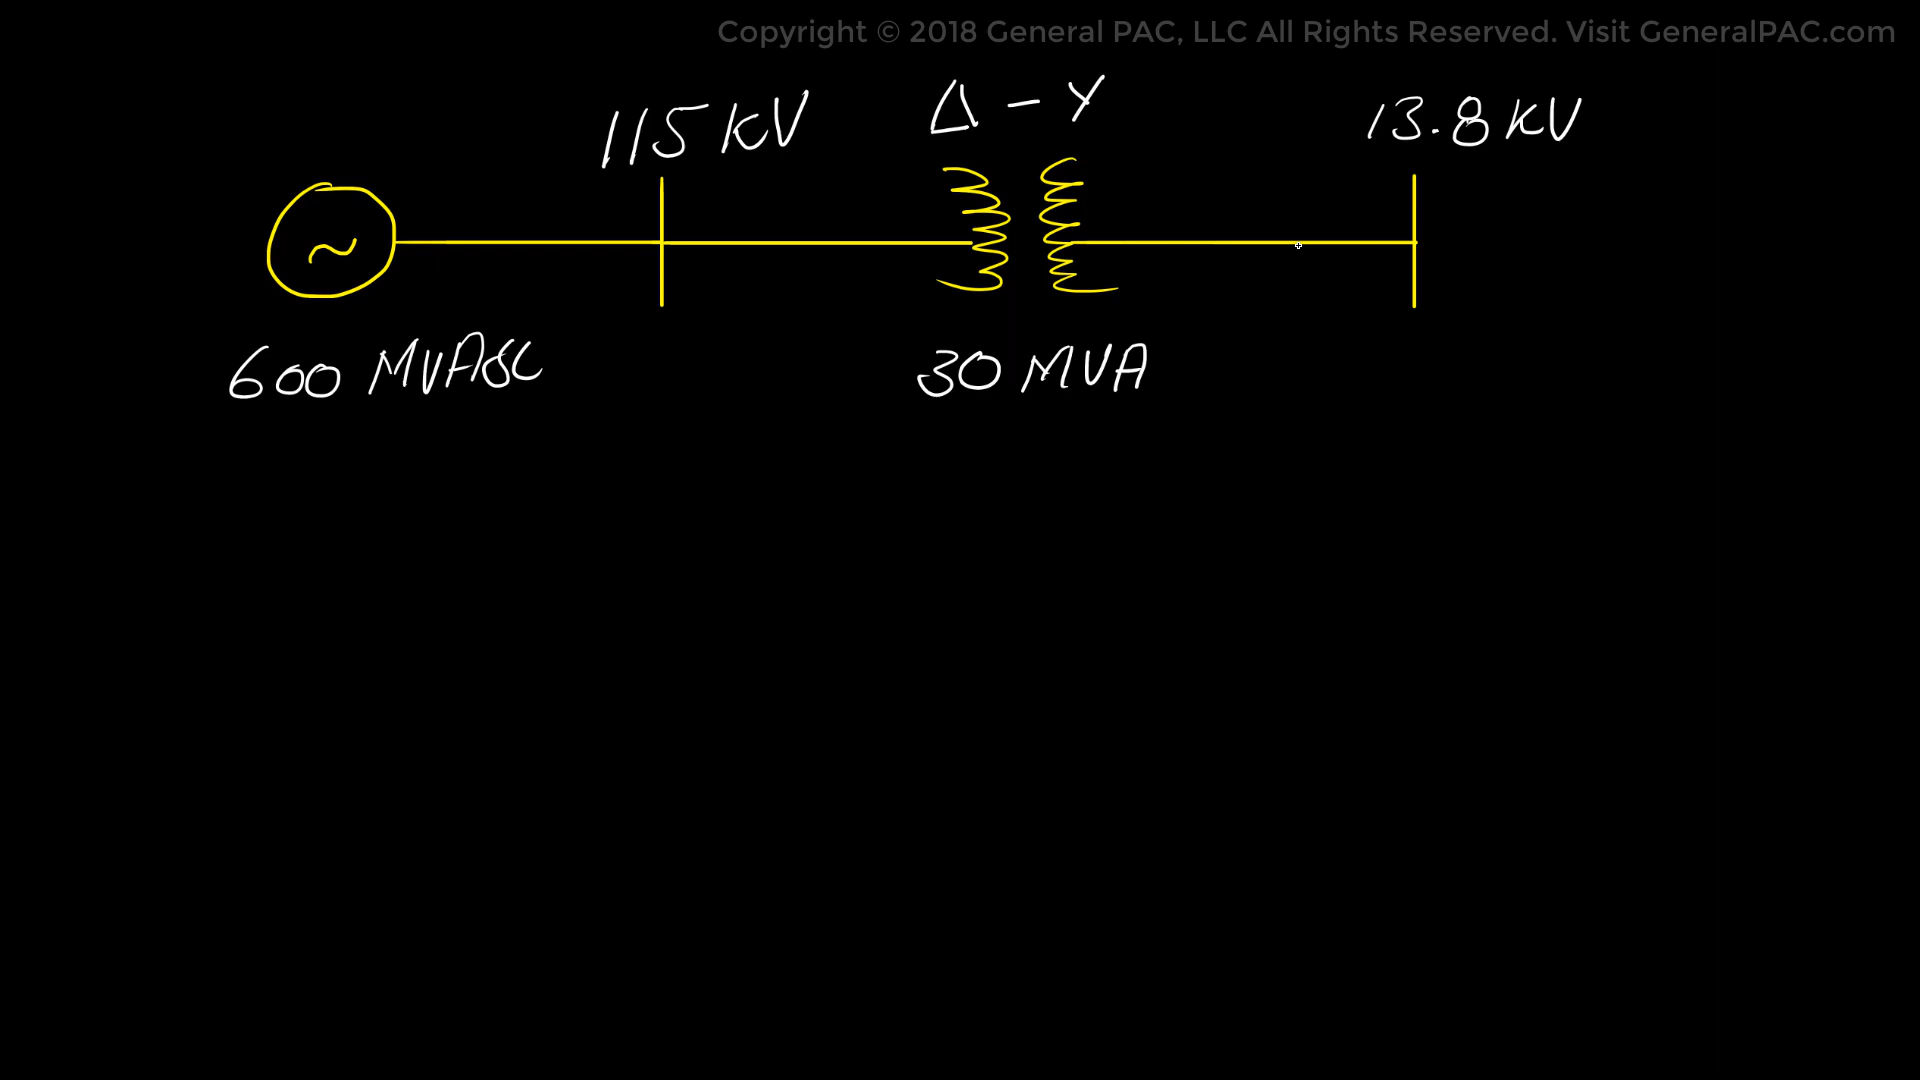 Copyright © 2018 General PAC, LLC All Rights Reserved. Visit GeneralPAC.com
115 KV Δ - Y 13.8 KV
600 MVASC 30 MVA